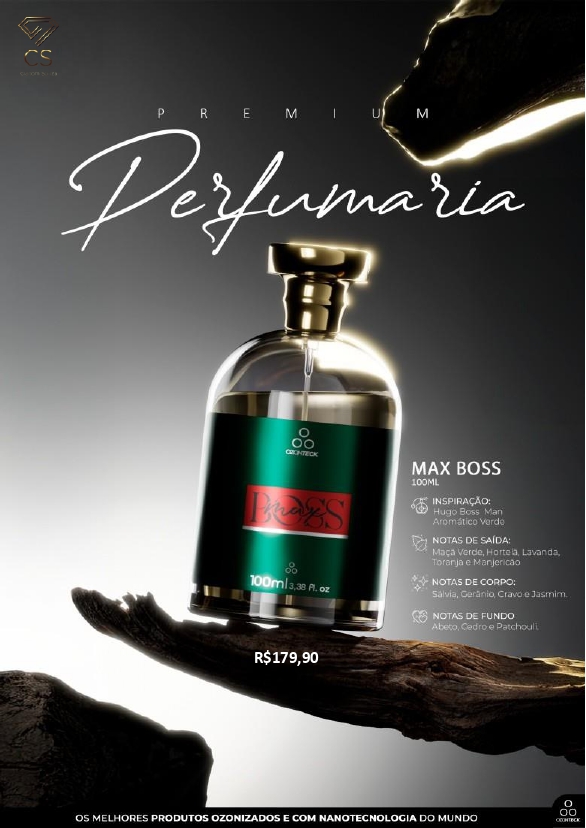 CS
PREMIUM
Perfumaria
OZONTECK
max BOSS
100ml 3,38 Fl. oz
MAX BOSS
100ML
INSPIRAÇÃO:
Hugo Boss Man
Aromático Verde
NOTAS DE SAÍDA:
Maçã Verde, Hortelã, Lavanda,
Toranja e Manjericão
NOTAS DE CORPO:
Sálvia, Gerânio, Cravo e Jasmim.
NOTAS DE FUNDO
Abeto, Cedro e Patchouli.
R$179,90
OS MELHORES PRODUTOS OZONIZADOS E COM NANOTECNOLOGIA DO MUNDO
OZONTECK